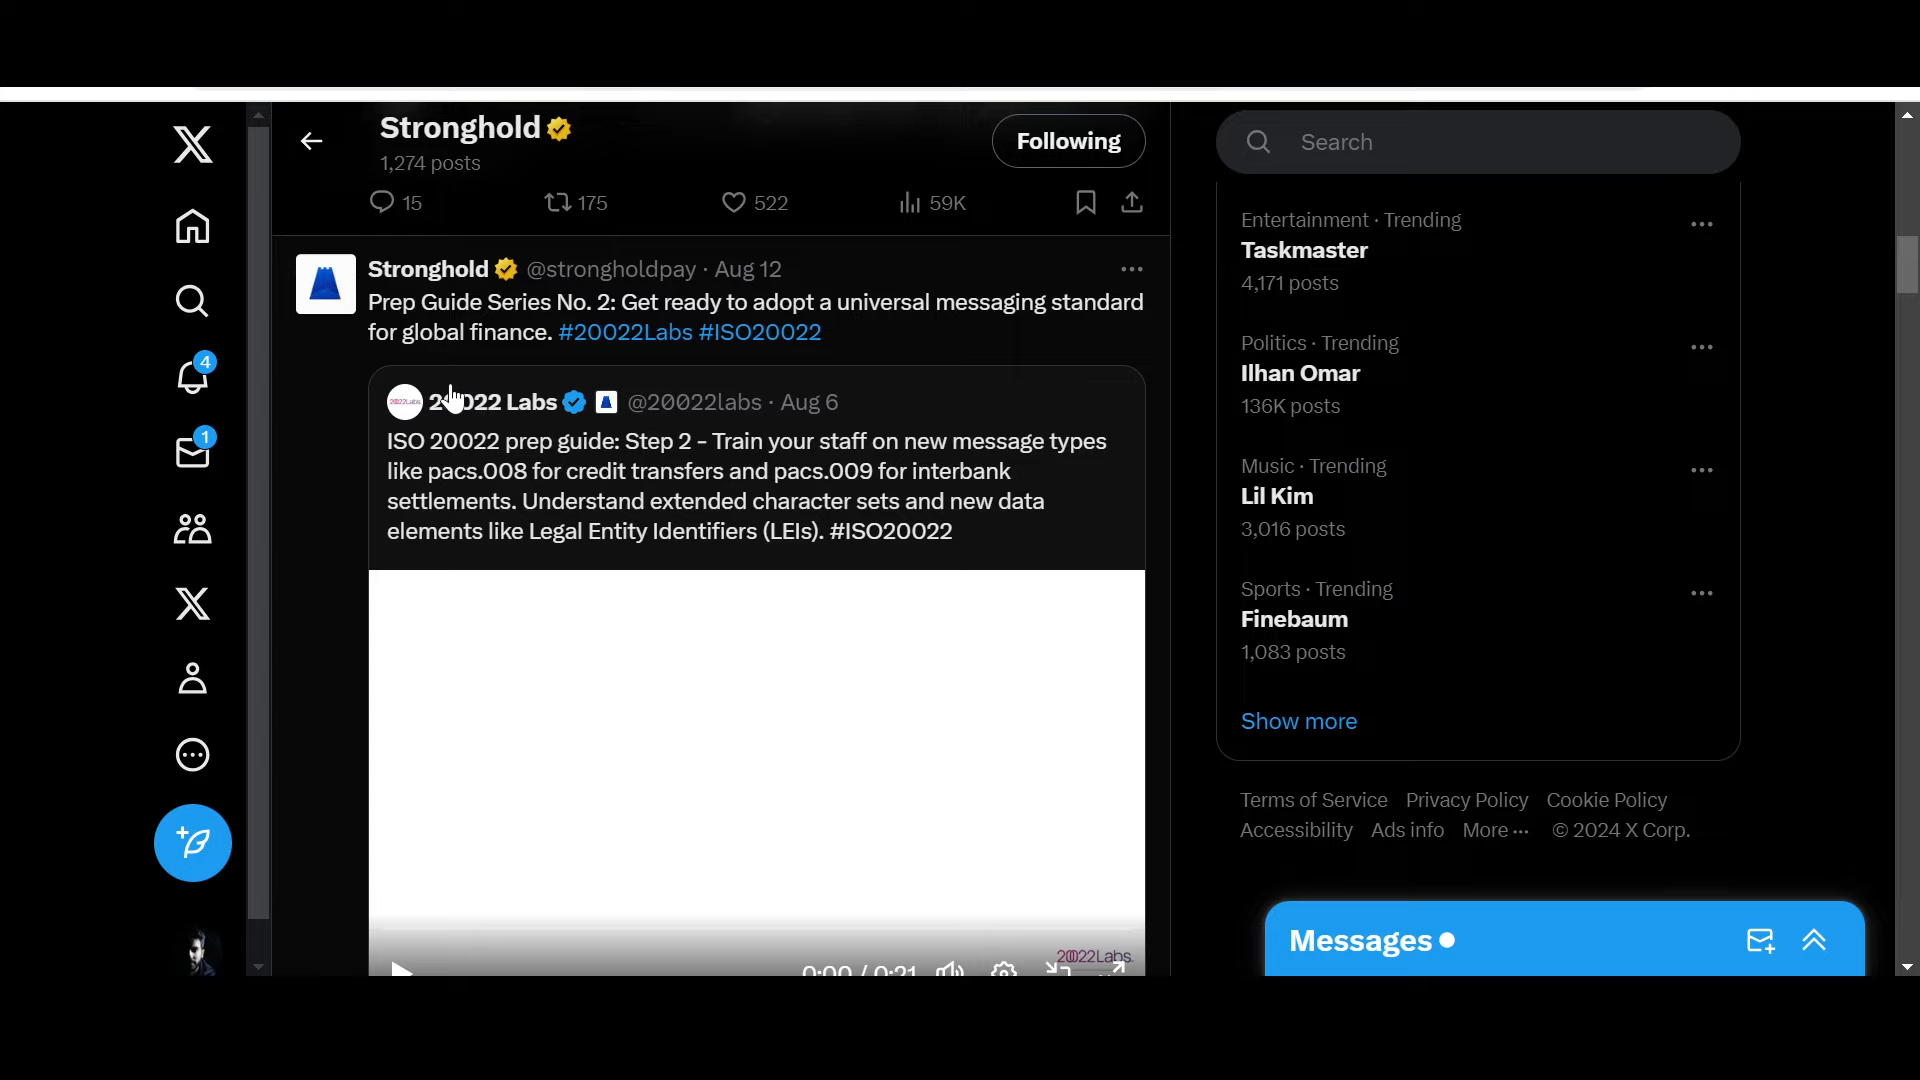 Stronghold
1,274 posts
Following
Search
15 175 522 59K
Stronghold @strongholdpay · Aug 12
Prep Guide Series No. 2: Get ready to adopt a universal messaging standard
for global finance. #20022Labs #ISO20022
20022 Labs @20022labs · Aug 6
ISO 20022 prep guide: Step 2 - Train your staff on new message types
like pacs.008 for credit transfers and pacs.009 for interbank
settlements. Understand extended character sets and new data
elements like Legal Entity Identifiers (LEIs). #ISO20022
20022Labs.
0:00 / 0:21
4
1
Entertainment · Trending
Taskmaster
4,171 posts
Politics · Trending
Ilhan Omar
136K posts
Music · Trending
Lil Kim
3,016 posts
Sports · Trending
Finebaum
1,083 posts
Show more
Terms of Service Privacy Policy Cookie Policy
Accessibility Ads info More ··· © 2024 X Corp.
Messages